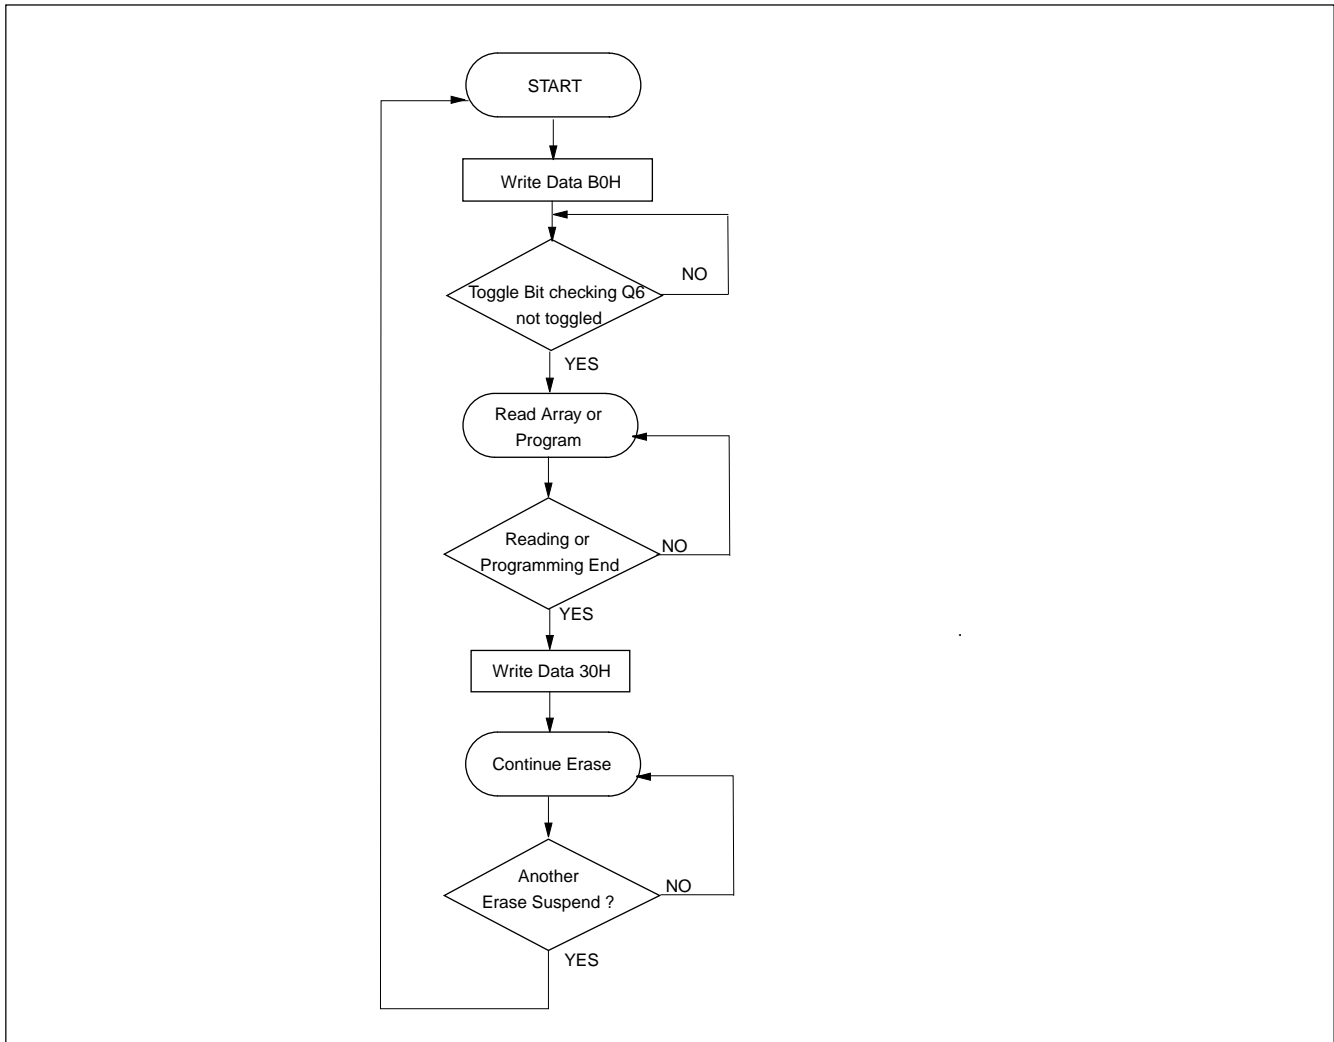 START
Write Data B0H
NO
Toggle Bit checking Q6
not toggled
YES
Read Array or
Program
Reading or
NO
Programming End
YES
Write Data 30H
Continue Erase
Another
NO
Erase Suspend ?
YES